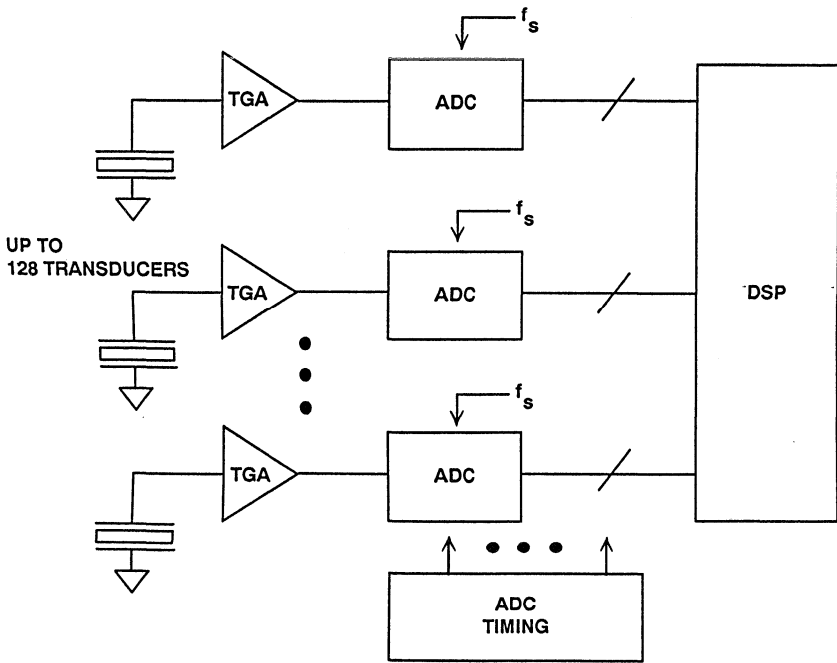 f_s
TGA
ADC
f_s
UP TO
128 TRANSDUCERS
TGA
ADC
DSP
f_s
TGA
ADC
ADC
TIMING